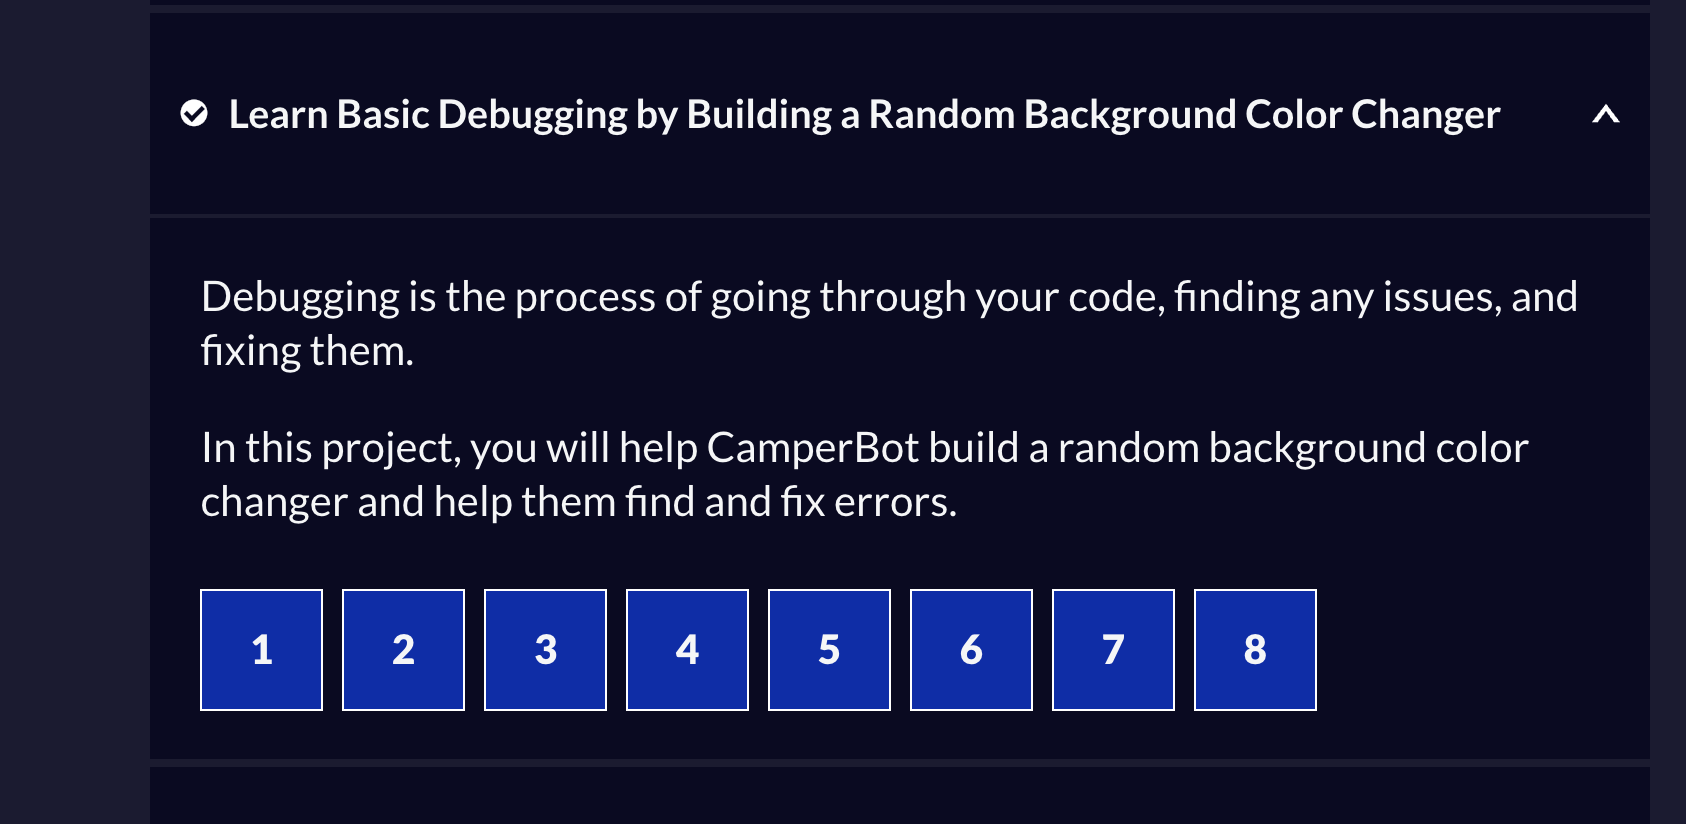 Learn Basic Debugging by Building a Random Background Color Changer
Debugging is the process of going through your code, finding any issues, and
fixing them.
In this project, you will help CamperBot build a random background color
changer and help them find and fix errors.
1 2 3 4 5 6 7 8